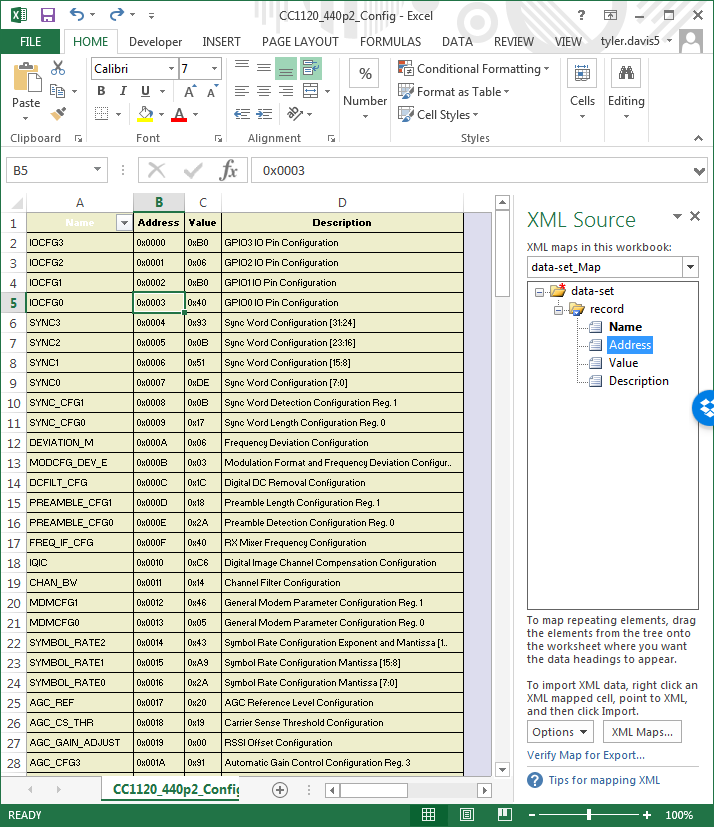 CC1120_440p2_Config - Excel
FILE HOME Developer INSERT PAGE LAYOUT FORMULAS DATA REVIEW VIEW tyler.davis5
Paste
Calibri 7
B I U A A
A
%
Number
Conditional Formatting
Format as Table
Cell Styles
Cells
Editing
Clipboard Font Alignment Styles
B5 fx 0x0003
A B C D
1 Name Address Value Description
2 IOCFG3 0x0000 0xB0 GPIO3 IO Pin Configuration
3 IOCFG2 0x0001 0x06 GPIO2 IO Pin Configuration
4 IOCFG1 0x0002 0xB0 GPIO1 IO Pin Configuration
5 IOCFG0 0x0003 0x40 GPIO0 IO Pin Configuration
6 SYNC3 0x0004 0x93 Sync Word Configuration [31:24]
7 SYNC2 0x0005 0x0B Sync Word Configuration [23:16]
8 SYNC1 0x0006 0x51 Sync Word Configuration [15:8]
9 SYNC0 0x0007 0xDE Sync Word Configuration [7:0]
10 SYNC_CFG1 0x0008 0x0B Sync Word Detection Configuration Reg. 1
11 SYNC_CFG0 0x0009 0x17 Sync Word Length Configuration Reg. 0
12 DEVIATION_M 0x000A 0x06 Frequency Deviation Configuration
13 MODCFG_DEV_E 0x000B 0x03 Modulation Format and Frequency Deviation Configur..
14 DCFILT_CFG 0x000C 0x1C Digital DC Removal Configuration
15 PREAMBLE_CFG1 0x000D 0x18 Preamble Length Configuration Reg. 1
16 PREAMBLE_CFG0 0x000E 0x2A Preamble Detection Configuration Reg. 0
17 FREQ_IF_CFG 0x000F 0x40 RX Mixer Frequency Configuration
18 IQIC 0x0010 0xC6 Digital Image Channel Compensation Configuration
19 CHAN_BW 0x0011 0x14 Channel Filter Configuration
20 MDMCFG1 0x0012 0x46 General Modem Parameter Configuration Reg. 1
21 MDMCFG0 0x0013 0x05 General Modem Parameter Configuration Reg. 0
22 SYMBOL_RATE2 0x0014 0x43 Symbol Rate Configuration Exponent and Mantissa [1..
23 SYMBOL_RATE1 0x0015 0xA9 Symbol Rate Configuration Mantissa [15:8]
24 SYMBOL_RATE0 0x0016 0x2A Symbol Rate Configuration Mantissa [7:0]
25 AGC_REF 0x0017 0x20 AGC Reference Level Configuration
26 AGC_CS_THR 0x0018 0x19 Carrier Sense Threshold Configuration
27 AGC_GAIN_ADJUST 0x0019 0x00 RSSI Offset Configuration
28 AGC_CFG3 0x001A 0x91 Automatic Gain Control Configuration Reg. 3
CC1120_440p2_Config
XML Source
XML maps in this workbook:
data-set_Map
data-set
record
Name
Address
Value
Description
To map repeating elements, drag
the elements from the tree onto
the worksheet where you want
the data headings to appear.
To import XML data, right click an
XML mapped cell, point to XML,
and then click Import.
Options XML Maps...
Verify Map for Export...
Tips for mapping XML
READY 100%